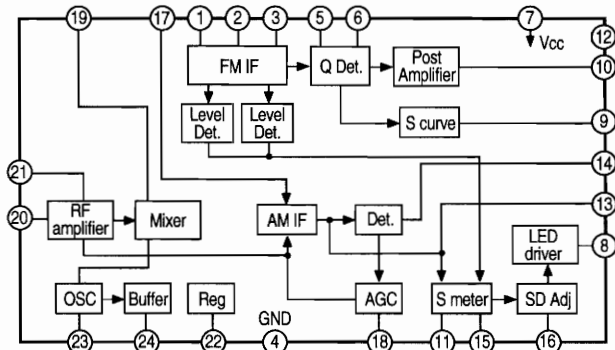 19
17
1
2
3
5
6
7
12
Vcc
FM IF
Q Det.
Post
Amplifier
10
Level
Det.
Level
Det.
S curve
9
21
14
20
RF
amplifier
Mixer
AM IF
Det.
13
LED
driver
8
OSC
Buffer
Reg
GND
AGC
S meter
SD Adj
23
24
22
4
18
11
15
16